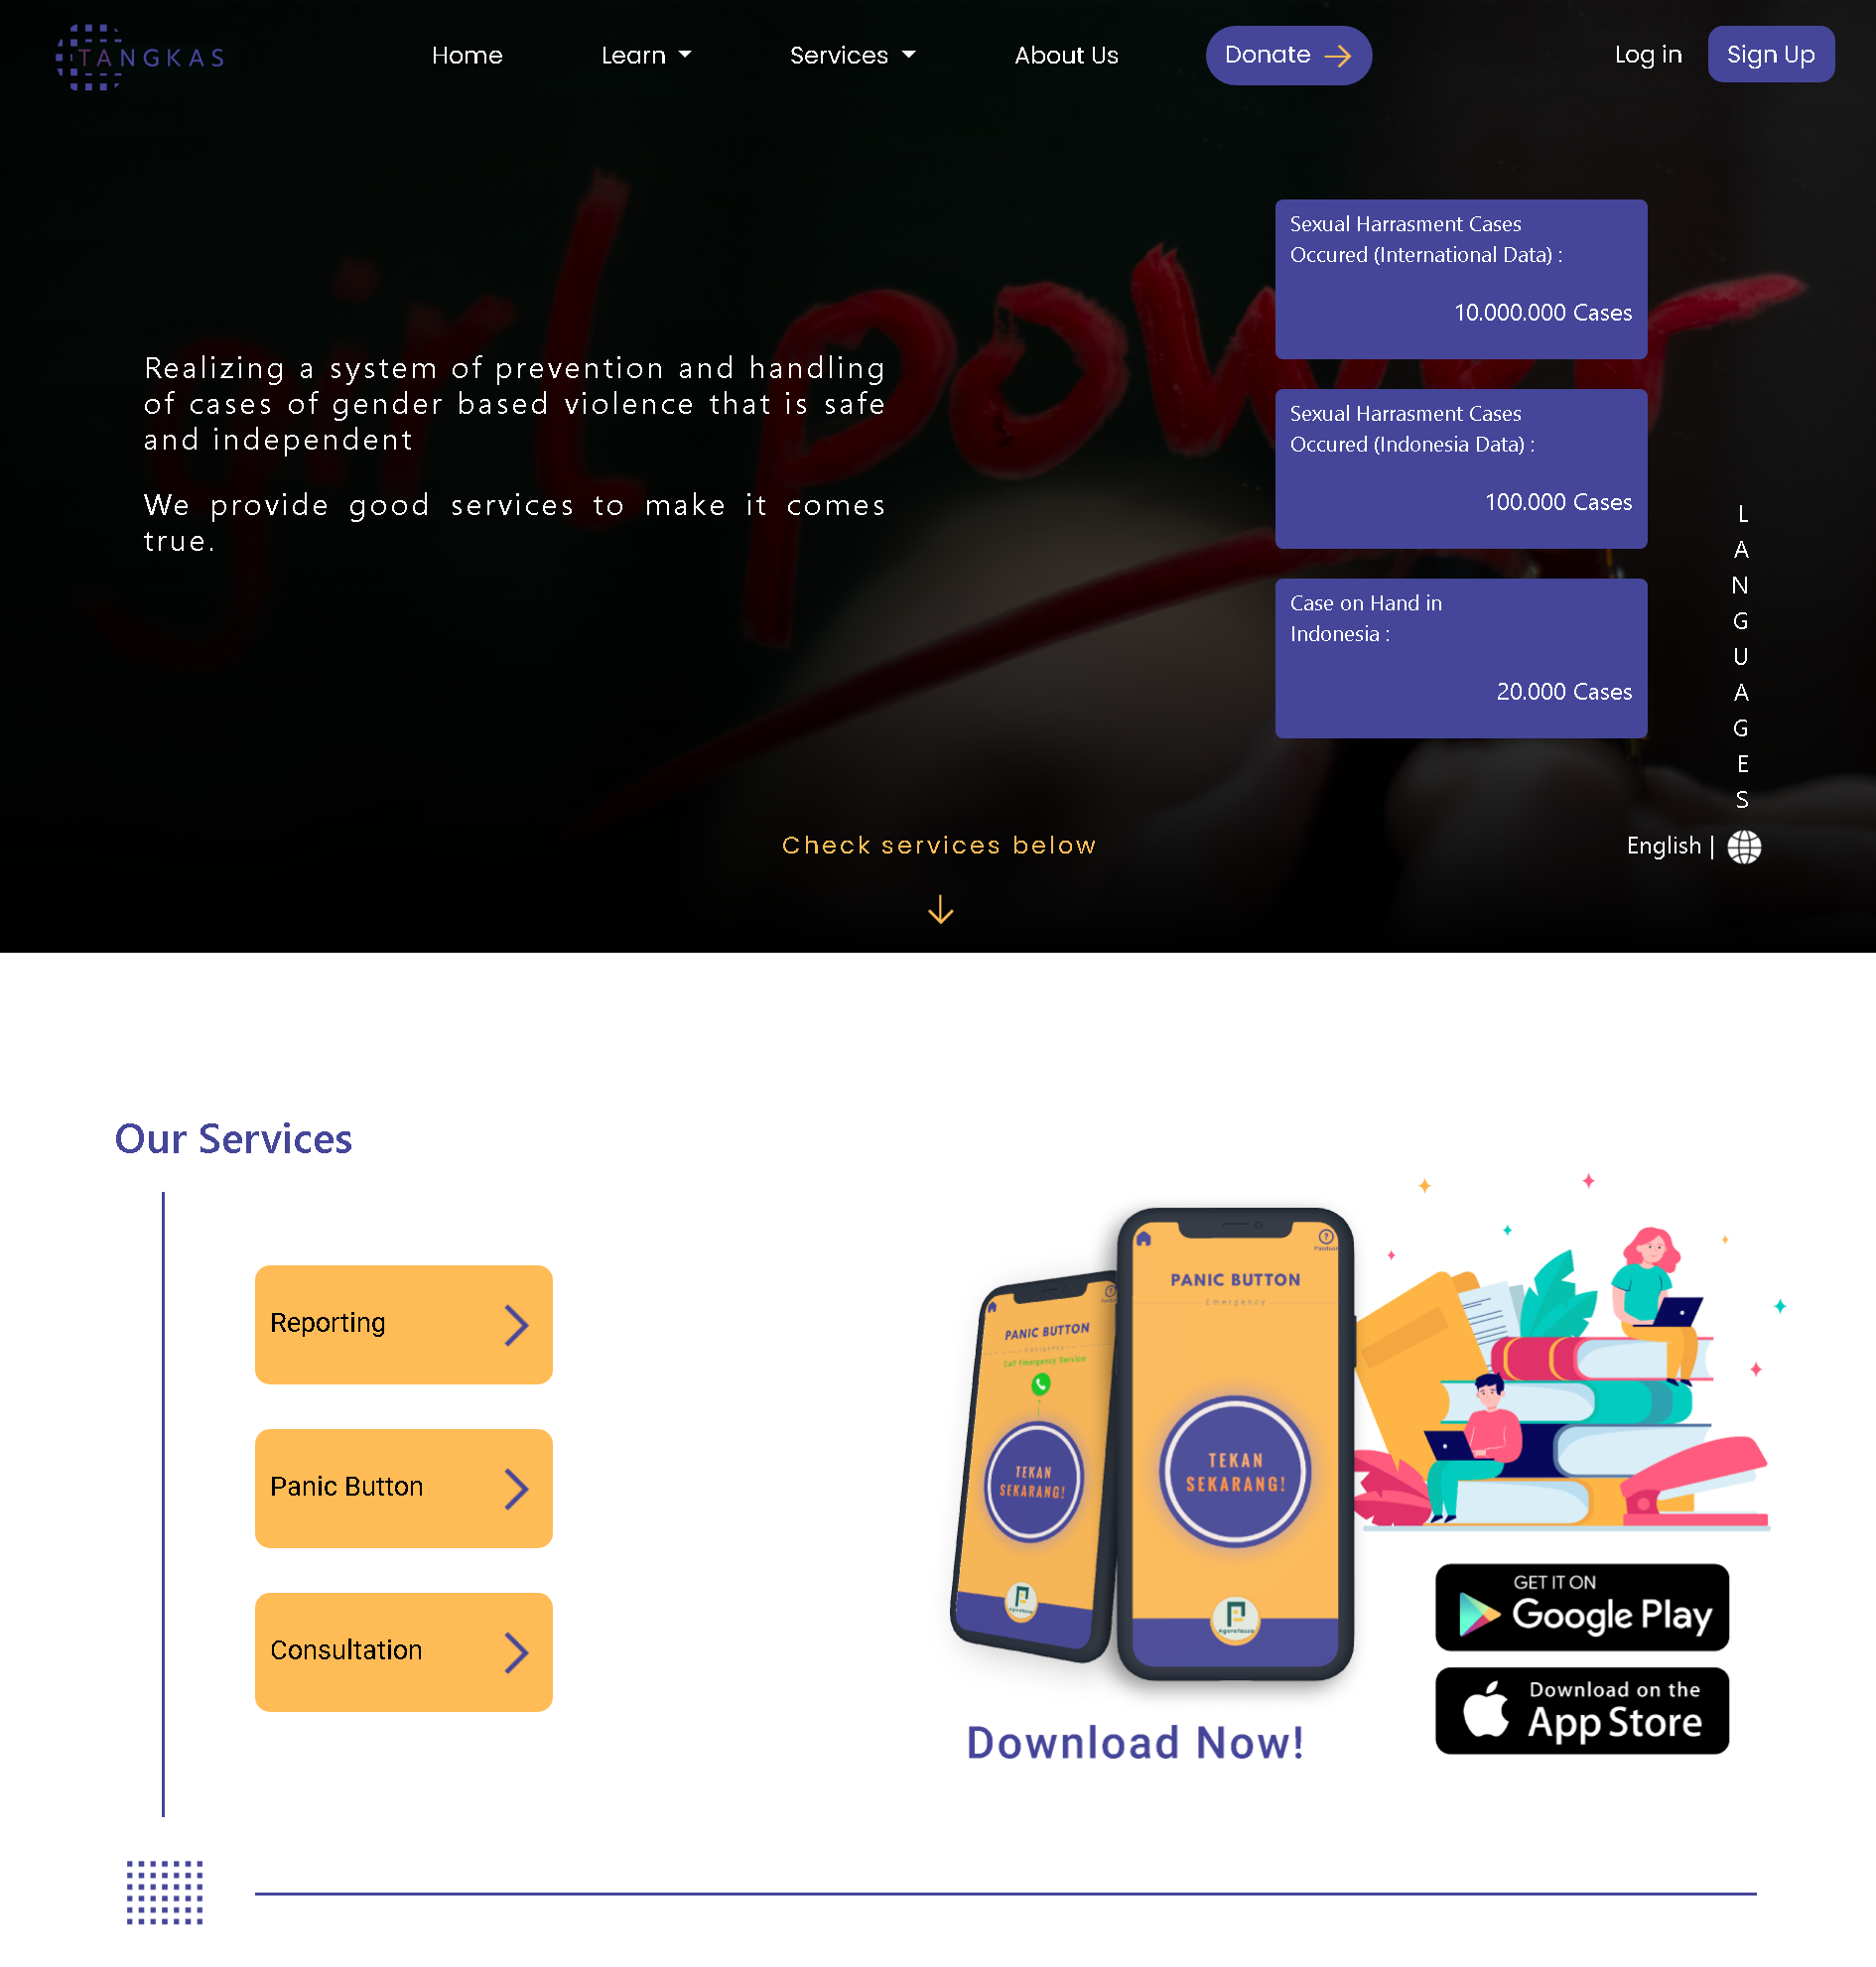 TANGKAS
Home
Learn
Services
About Us
Donate
Log in
Sign Up
girl power
Realizing a system of prevention and handling
of cases of gender based violence that is safe
and independent
We provide good services to make it comes
true.
Sexual Harrasment Cases
Occured (International Data) :
10.000.000 Cases
Sexual Harrasment Cases
Occured (Indonesia Data) :
100.000 Cases
Case on Hand in
Indonesia :
20.000 Cases
L
A
N
G
U
A
G
E
S
English |
Check services below
Our Services
Reporting
Panic Button
Consultation
PANIC BUTTON
Emergency
Call Emergency Service
TEKAN
SEKARANG!
Panduan
PANIC BUTTON
Emergency
TEKAN
SEKARANG!
Download Now!
GET IT ON
Google Play
Download on the
App Store